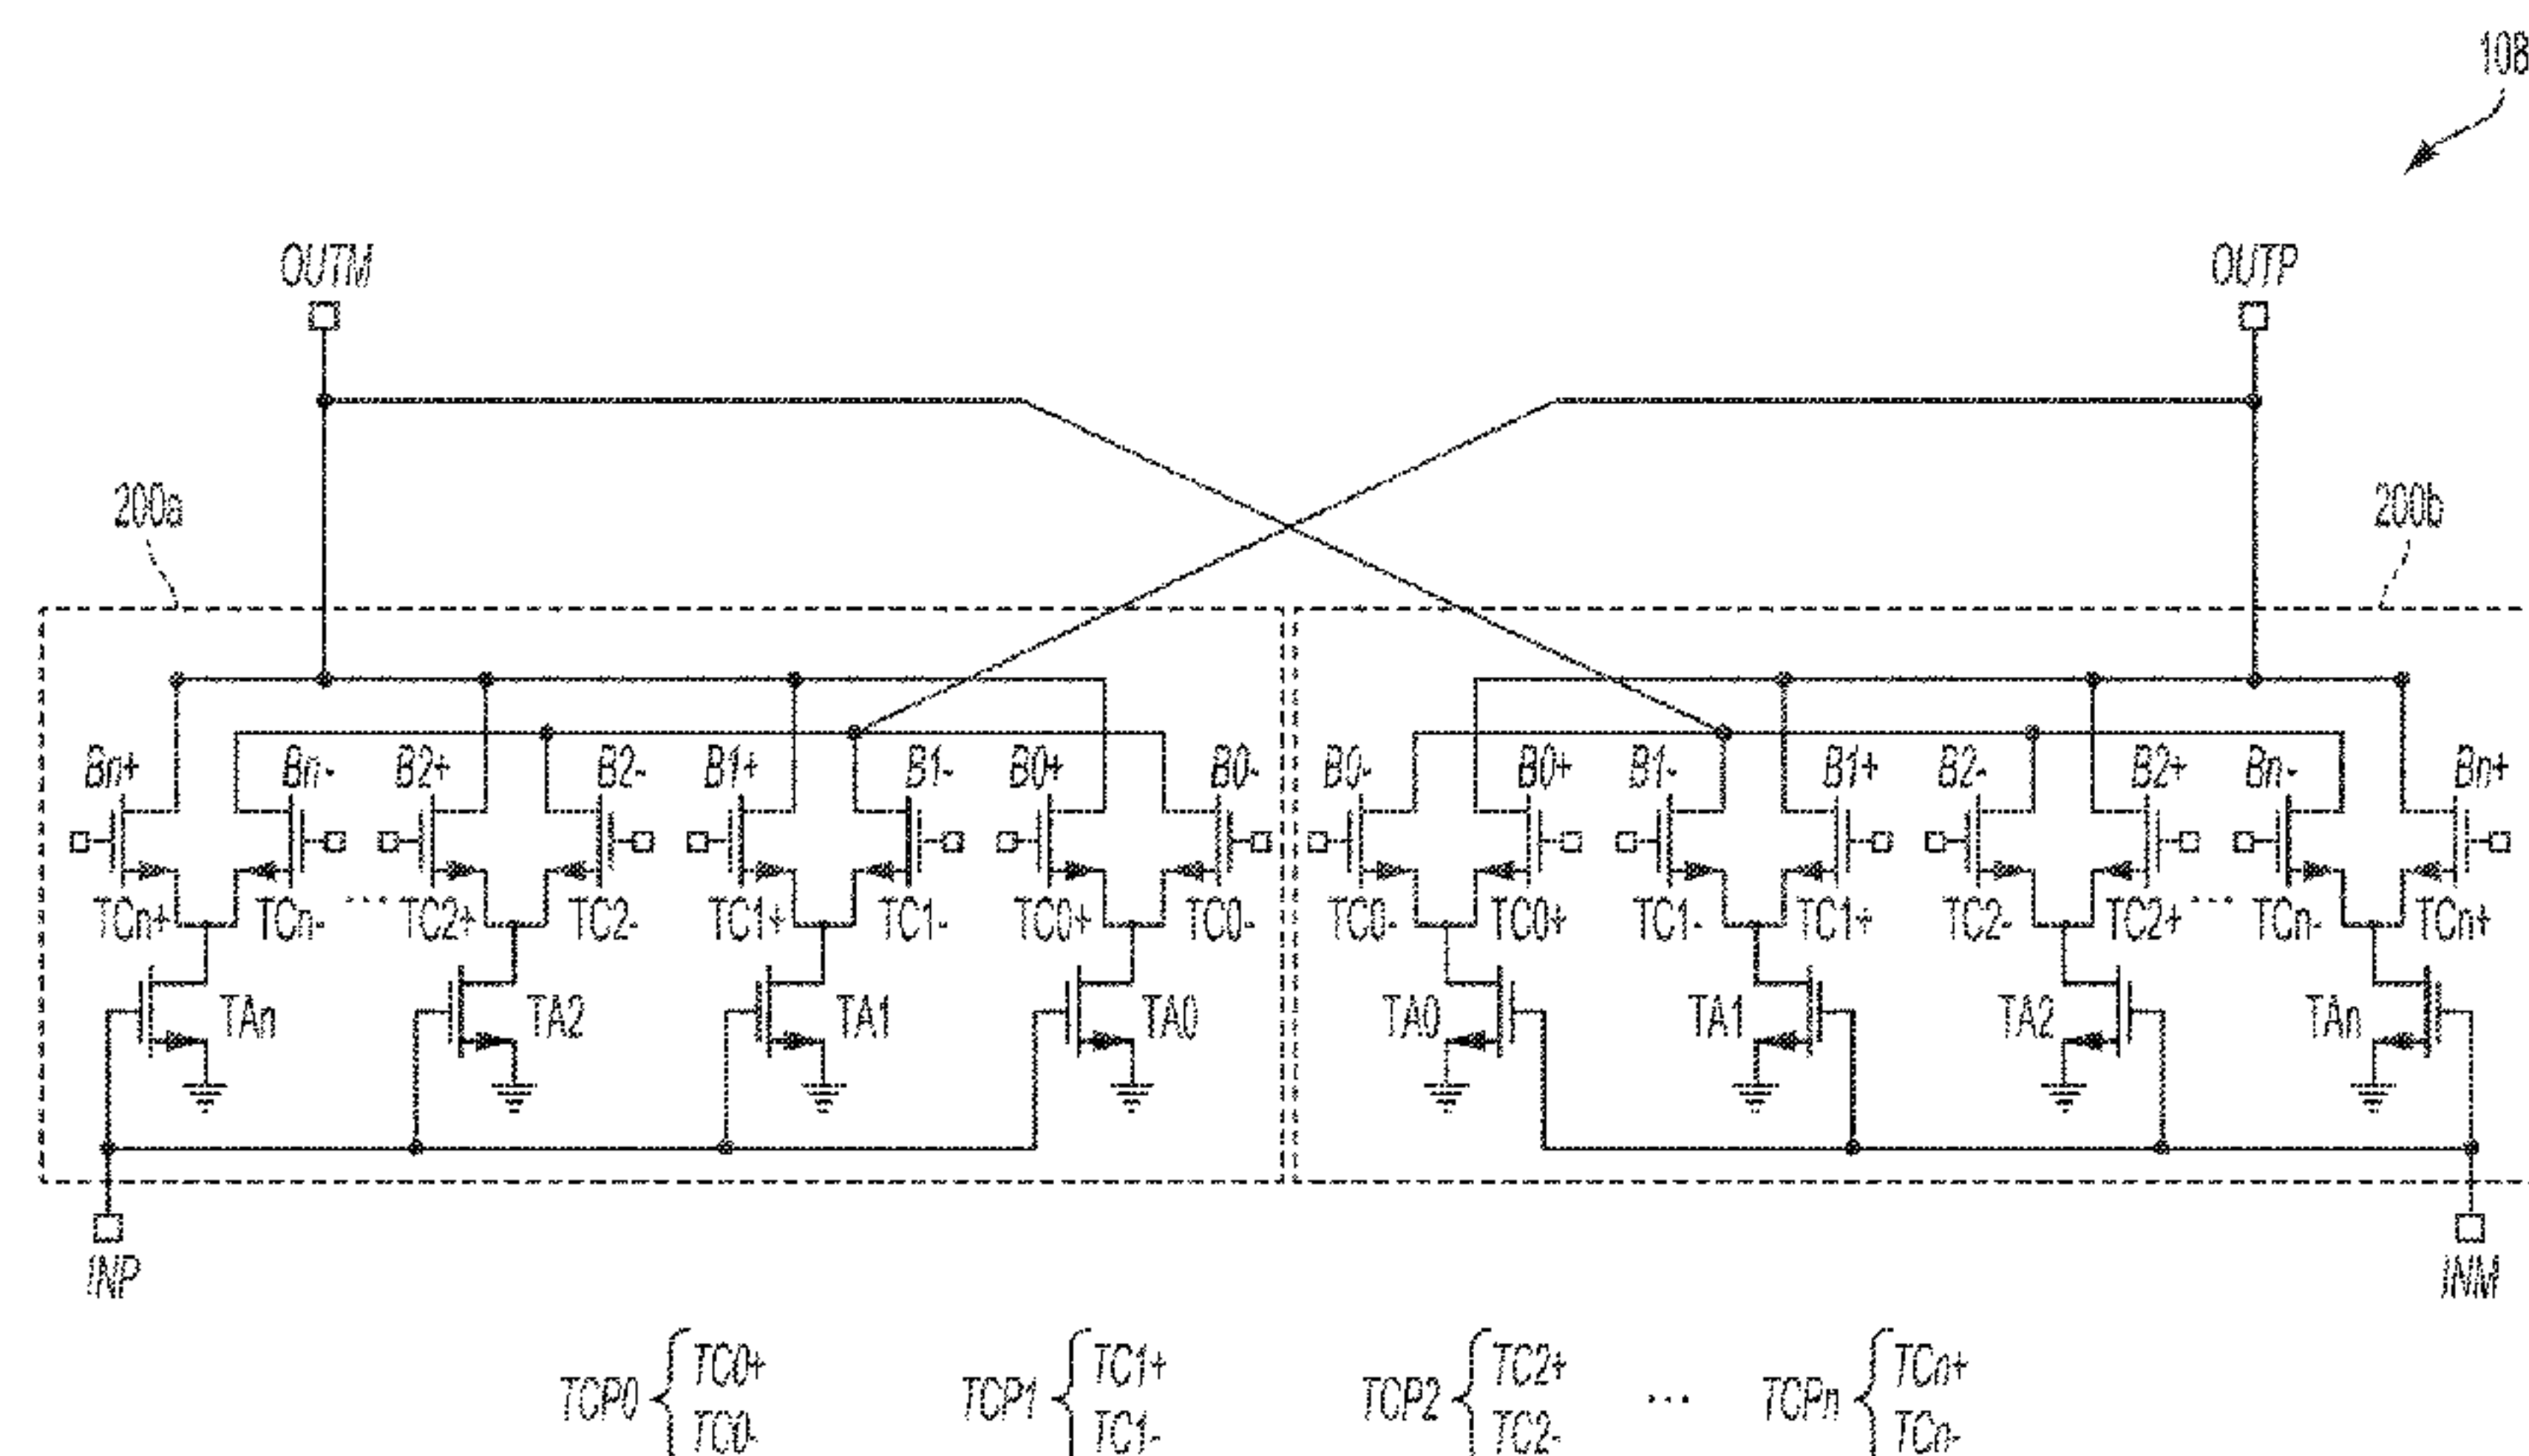 108
OUTM OUTP
200a 200b
Bn+ Bn- B2+ B2- B1+ B1- B0+ B0- B0- B0+ B1- B1+ B2- B2+ Bn- Bn+
TCn+ TCn- ... TC2+ TC2- TC1+ TC1- TC0+ TC0- TC0- TC0+ TC1- TC1+ TC2- TC2+ ... TCn- TCn+
TAn TA2 TA1 TA0 TA0 TA1 TA2 TAn
INP INM
TCP0 { TC0+ TC0-
TCP1 { TC1+ TC1-
TCP2 { TC2+ TC2-
...
TCPn { TCn+ TCn-